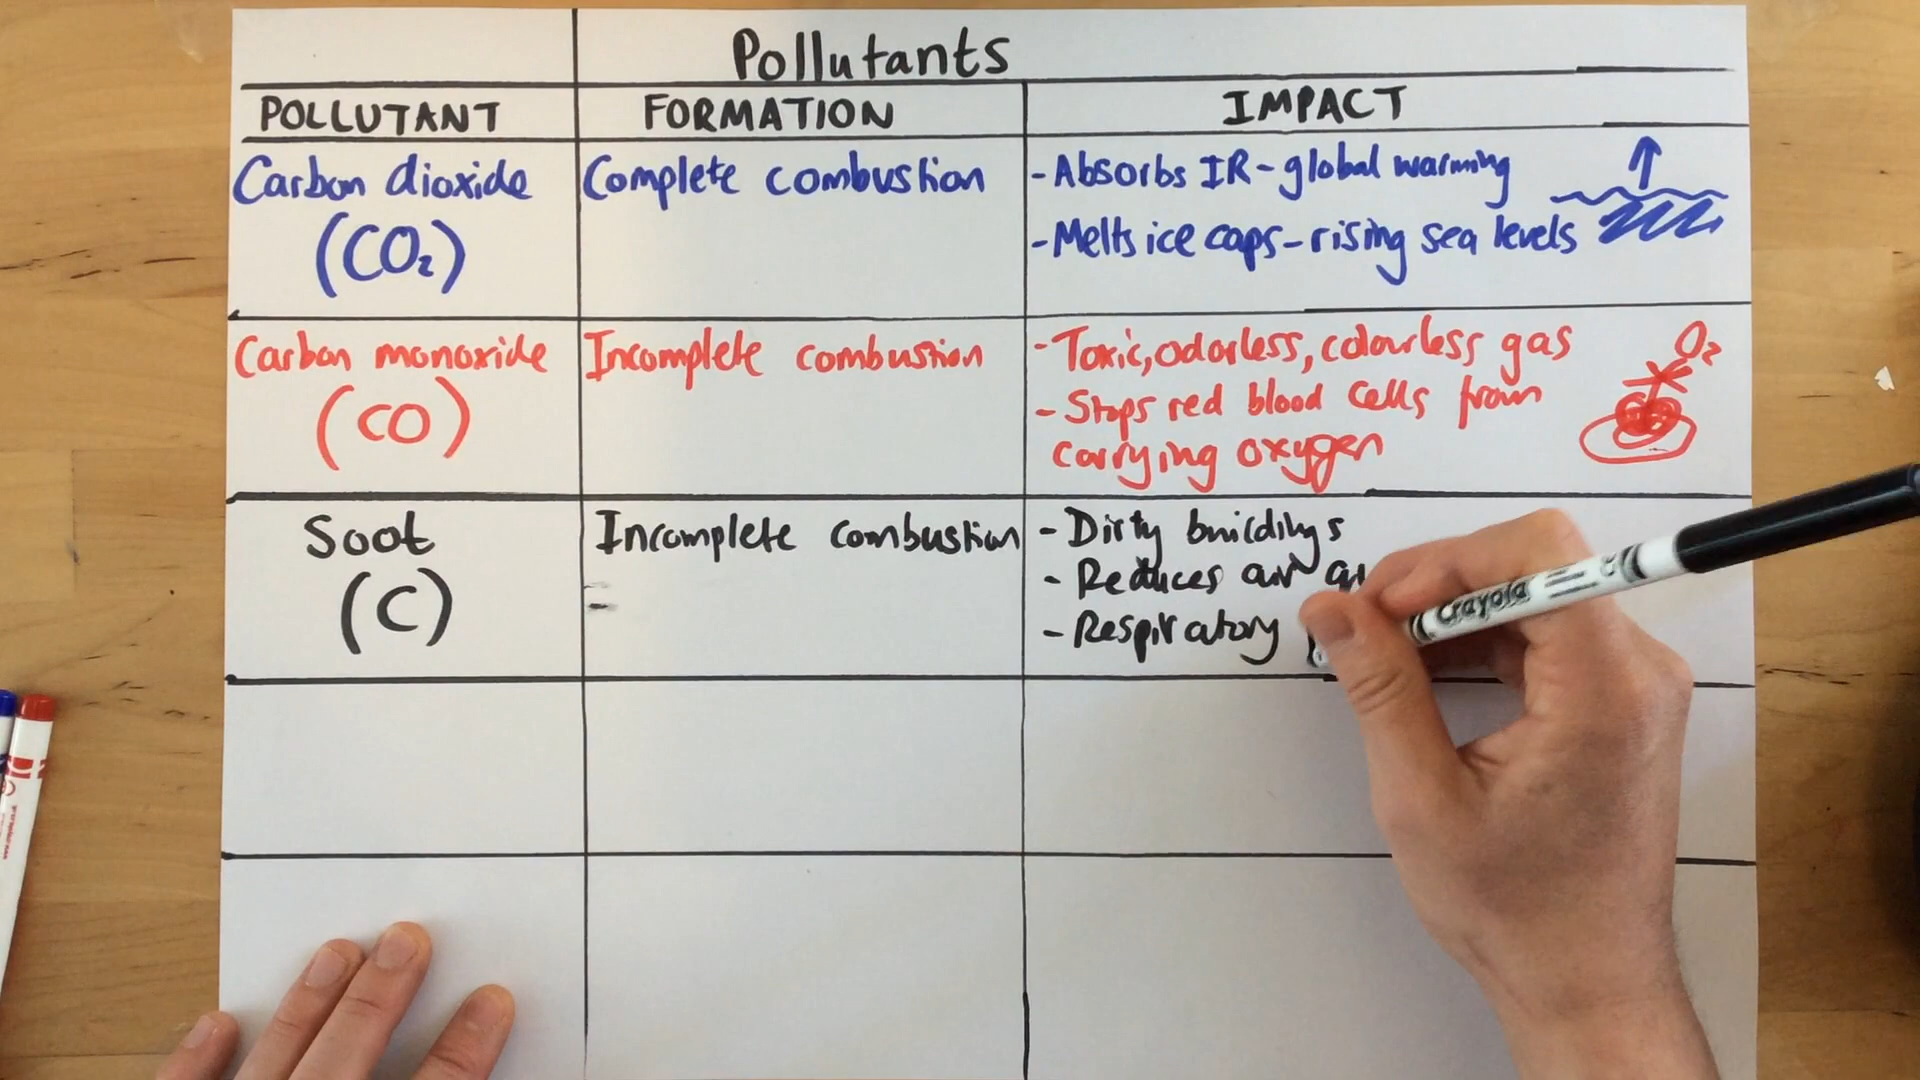 Pollutants
POLLUTANT FORMATION IMPACT
Carbon dioxide
(CO₂)
Complete combustion
-Absorbs IR-global warming
-Melts ice caps-rising sea levels
Carbon monoxide
(CO)
Incomplete combustion
-Toxic, odorless, colourless gas
-Stops red blood cells from
carrying oxygen
O₂
Soot
(C)
Incomplete combustion
- Dirty buildings
- Reduces air
- Respiratory
Crayola